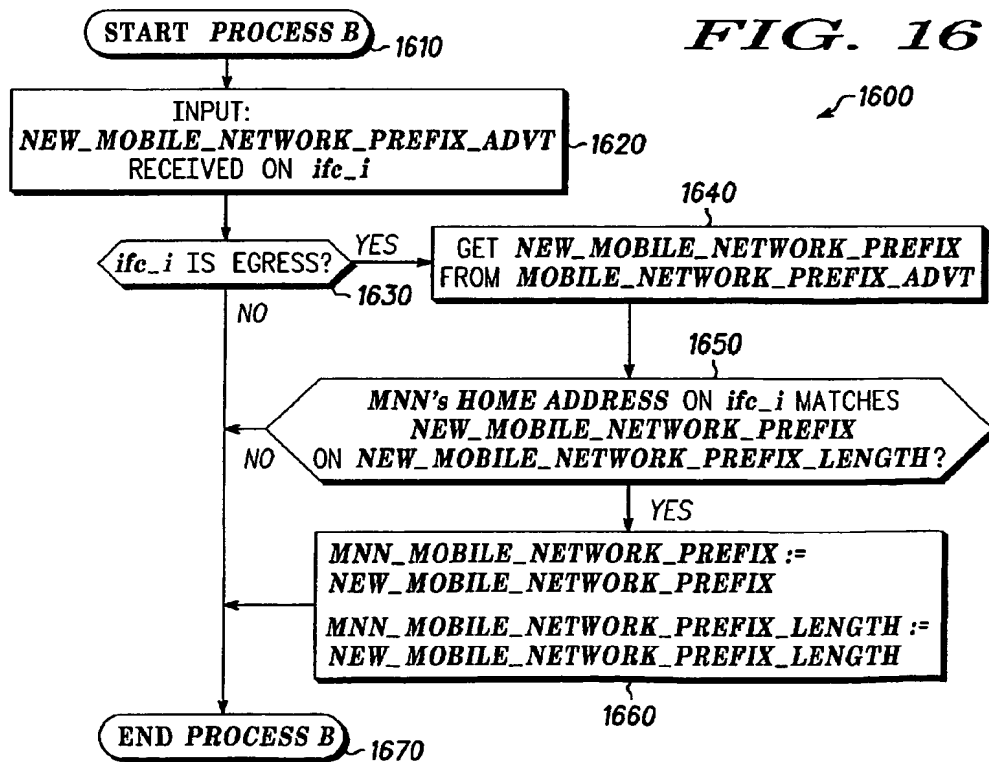 FIG. 16
START PROCESS B
1610
1600
INPUT:
NEW_MOBILE_NETWORK_PREFIX_ADVT
RECEIVED ON ifc_i
1620
ifc_i IS EGRESS?
1630
YES
NO
1640
GET NEW_MOBILE_NETWORK_PREFIX
FROM MOBILE_NETWORK_PREFIX_ADVT
1650
MNN's HOME ADDRESS ON ifc_i MATCHES
NEW_MOBILE_NETWORK_PREFIX
ON NEW_MOBILE_NETWORK_PREFIX_LENGTH?
NO
YES
MNN_MOBILE_NETWORK_PREFIX :=
NEW_MOBILE_NETWORK_PREFIX
MNN_MOBILE_NETWORK_PREFIX_LENGTH :=
NEW_MOBILE_NETWORK_PREFIX_LENGTH
1660
END PROCESS B
1670